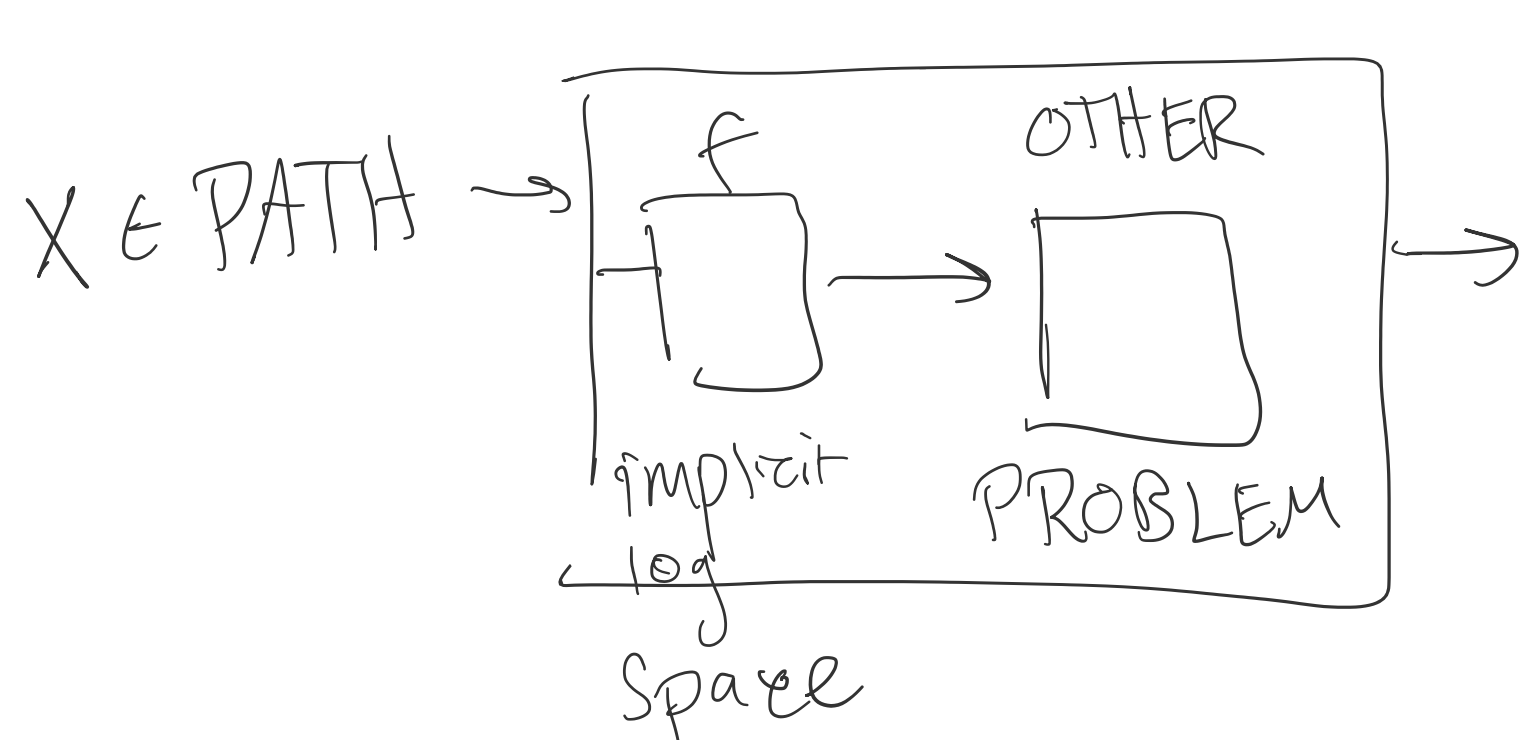 X ∈ PATH
f
OTHER
PROBLEM
implicit
log
space